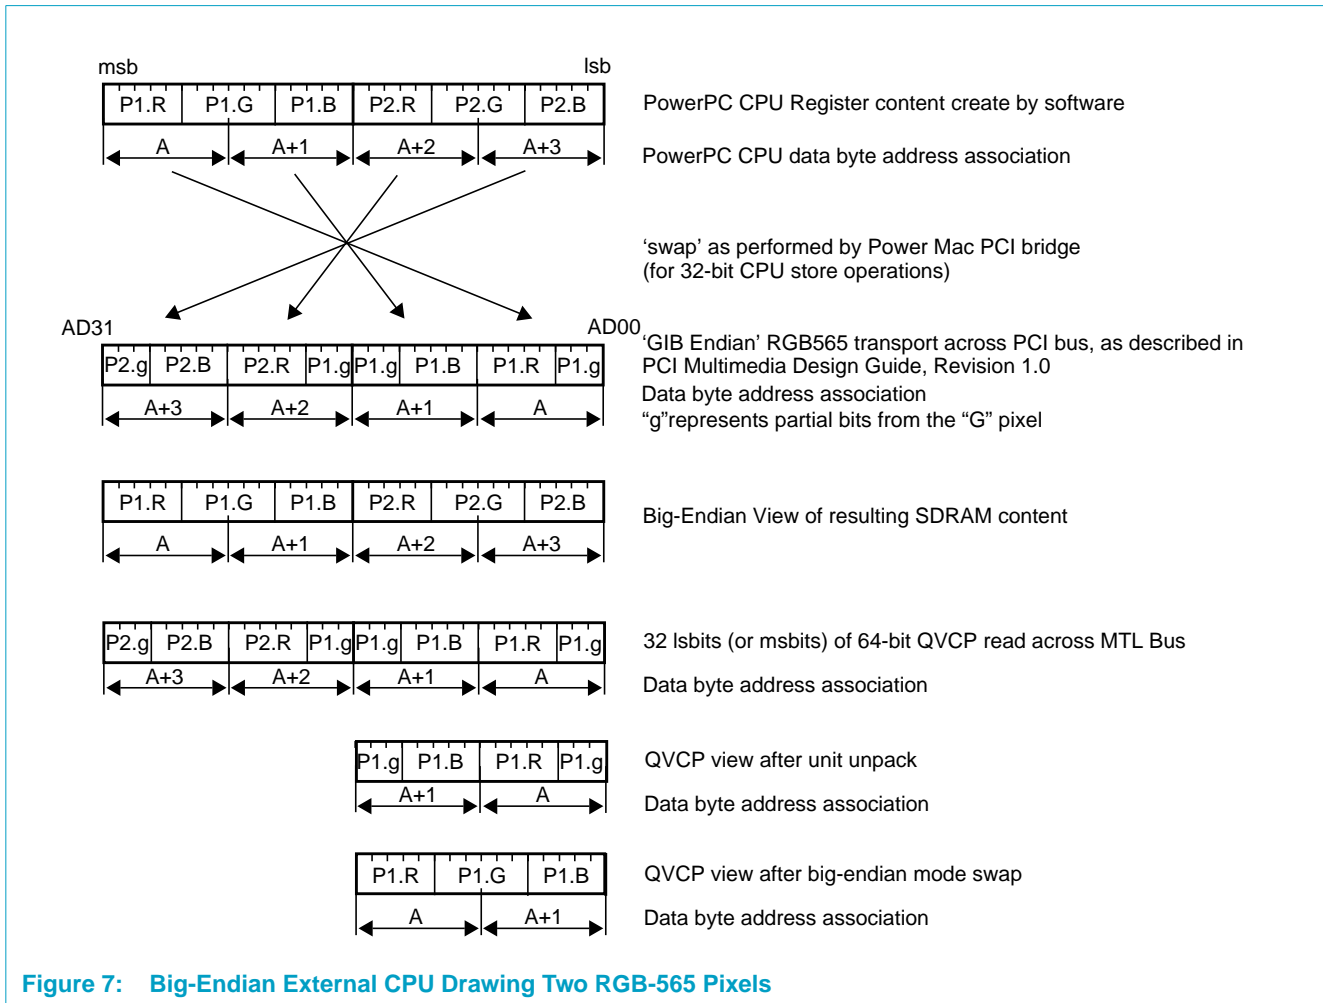 msb lsb
P1.R P1.G P1.B P2.R P2.G P2.B PowerPC CPU Register content create by software
A A+1 A+2 A+3 PowerPC CPU data byte address association
‘swap’ as performed by Power Mac PCI bridge
(for 32-bit CPU store operations)
AD31 AD00
‘GIB Endian’ RGB565 transport across PCI bus, as described in
P2.g P2.B P2.R P1.g P1.g P1.B P1.R P1.g PCI Multimedia Design Guide, Revision 1.0
Data byte address association
A+3 A+2 A+1 A “g”represents partial bits from the “G” pixel
P1.R P1.G P1.B P2.R P2.G P2.B
Big-Endian View of resulting SDRAM content
A A+1 A+2 A+3
P2.g P2.B P2.R P1.g P1.g P1.B P1.R P1.g 32 lsbits (or msbits) of 64-bit QVCP read across MTL Bus
A+3 A+2 A+1 A Data byte address association
P1.g P1.B P1.R P1.g QVCP view after unit unpack
A+1 A Data byte address association
P1.R P1.G P1.B QVCP view after big-endian mode swap
A A+1 Data byte address association
Figure 7: Big-Endian External CPU Drawing Two RGB-565 Pixels